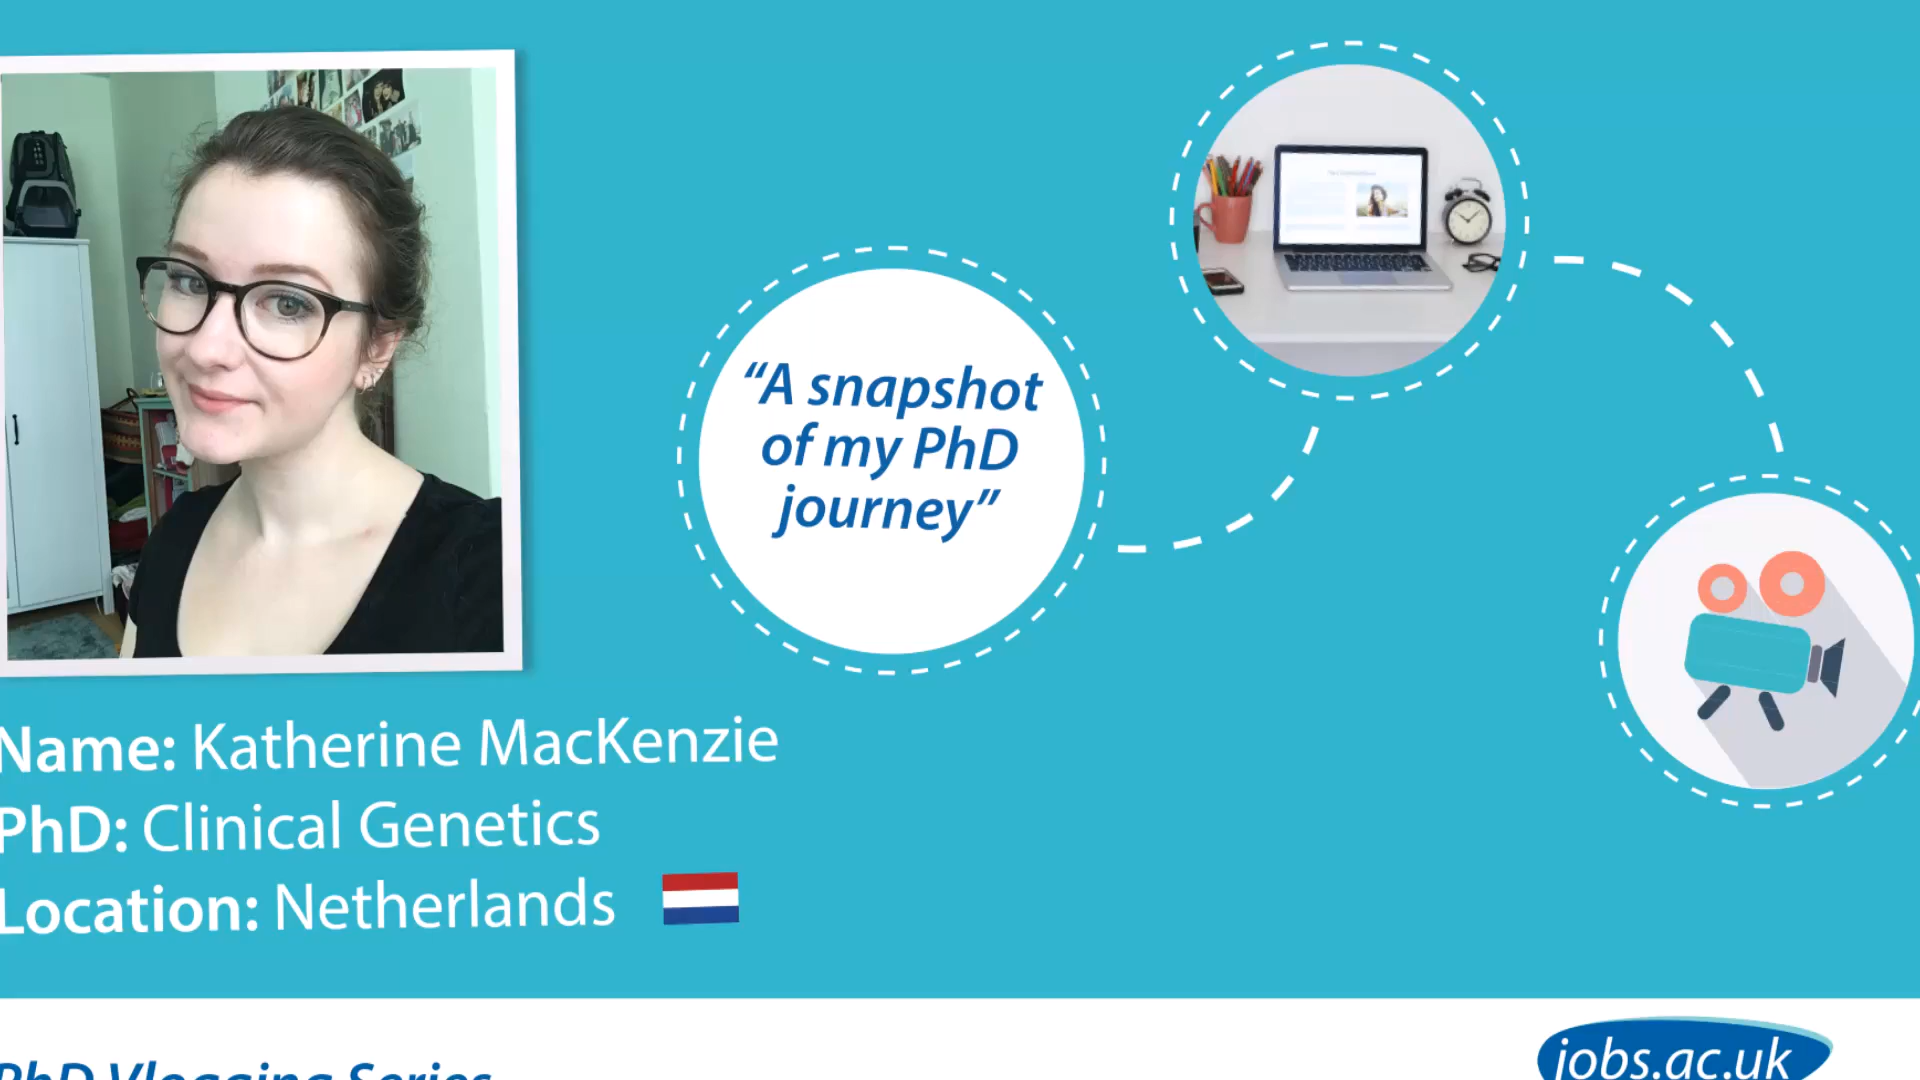 “A snapshot
of my PhD
journey”
Name: Katherine MacKenzie
PhD: Clinical Genetics
Location: Netherlands
PhD Vlogging Series
jobs.ac.uk